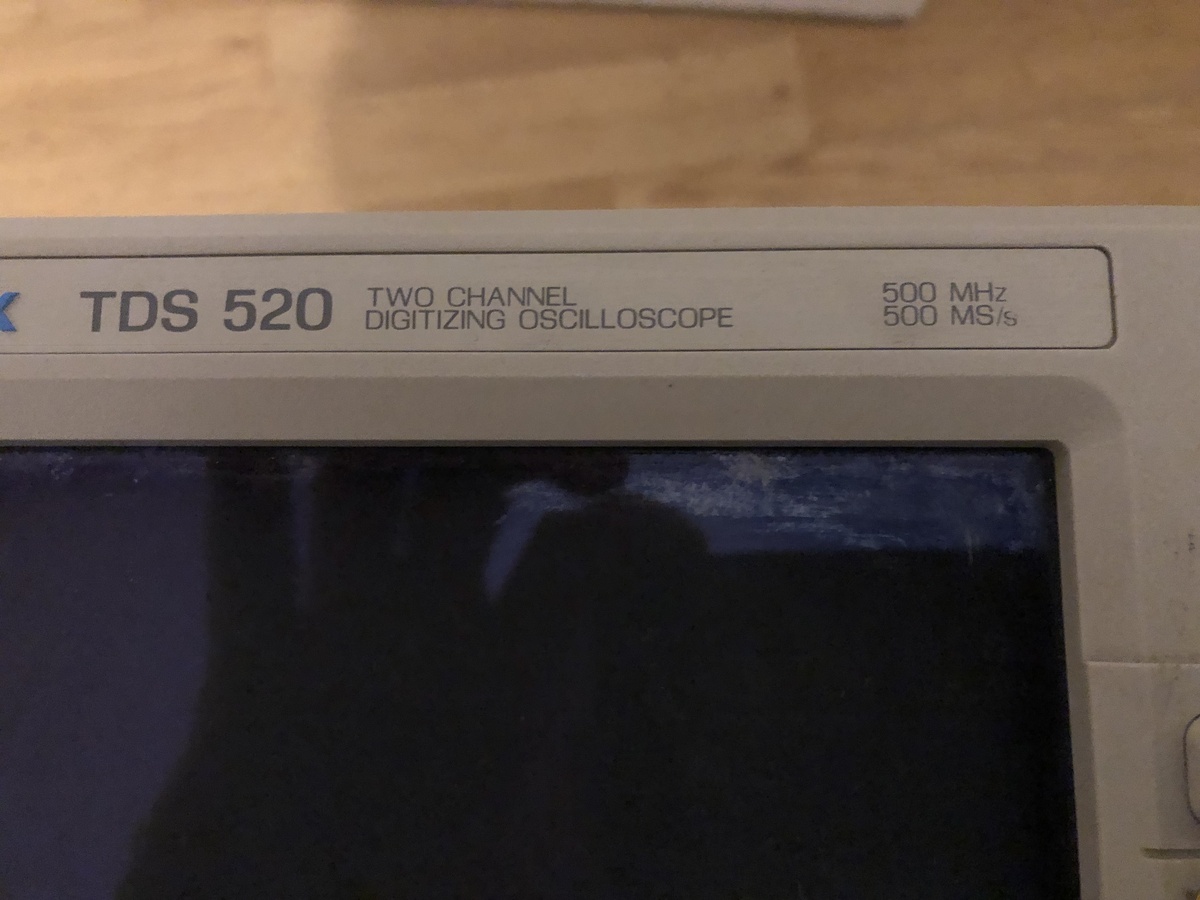 TDS 520
TWO CHANNEL
DIGITIZING OSCILLOSCOPE
500 MHz
500 MS/s